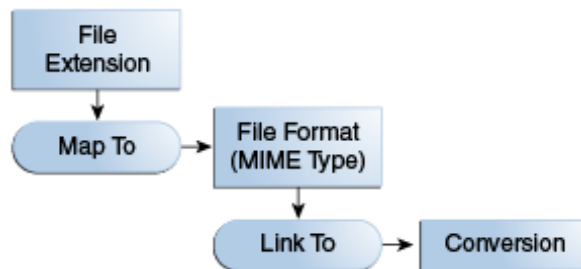 File
Extension
Map To
File Format
(MIME Type)
Link To
Conversion